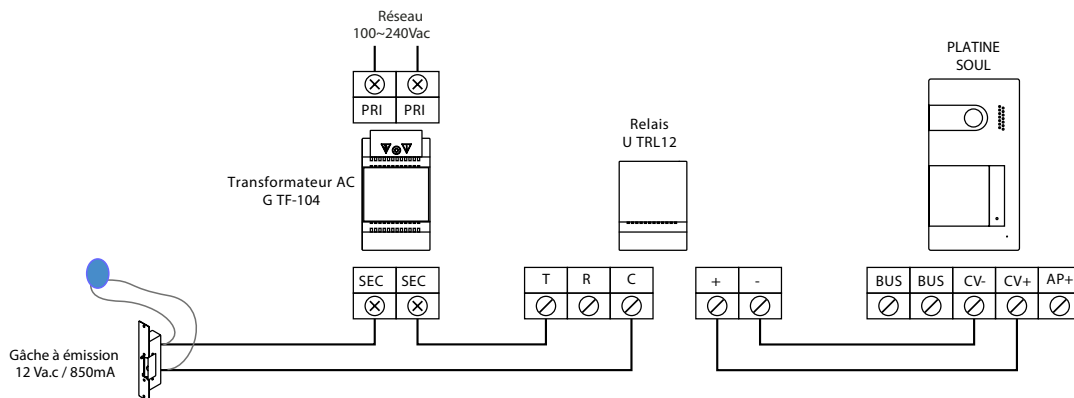 Réseau
100~240Vac
PRI PRI
Transformateur AC
G TF-104
Relais
U TRL12
PLATINE
SOUL
SEC SEC
T R C
+ -
BUS BUS CV- CV+ AP+
Gâche à émission
12 Va.c / 850mA